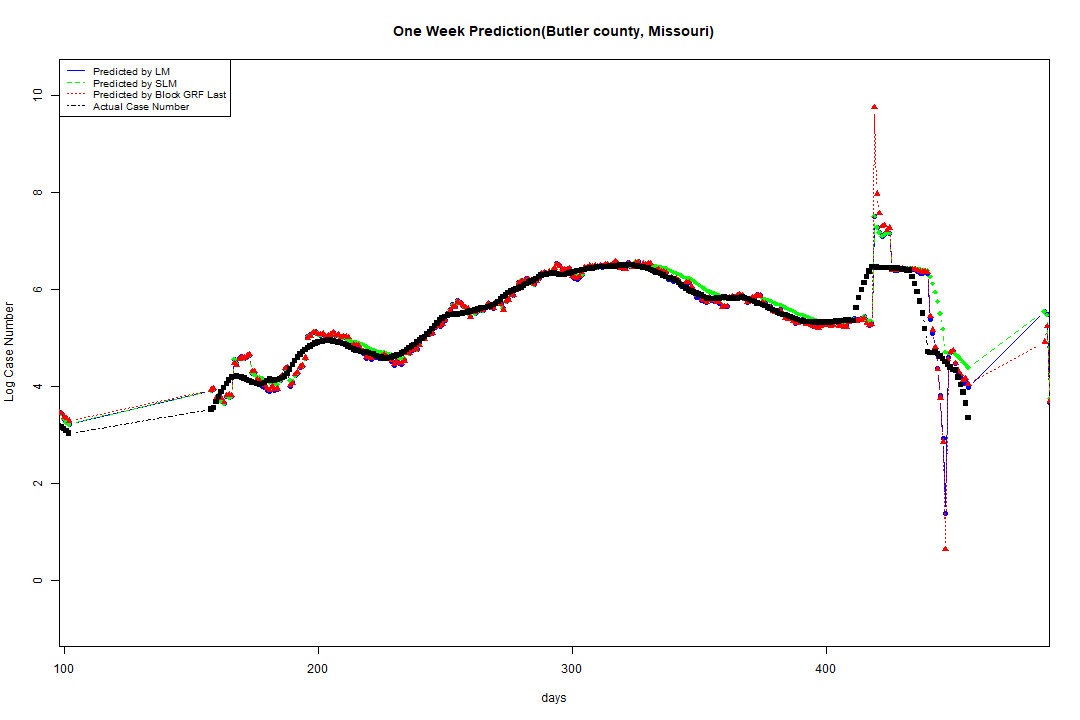 One Week Prediction(Butler county, Missouri)
Predicted by LM
Predicted by SLM
Predicted by Block GRF Last
Actual Case Number
10
8
6
4
2
0
Log Case Number
100 200 300 400
days